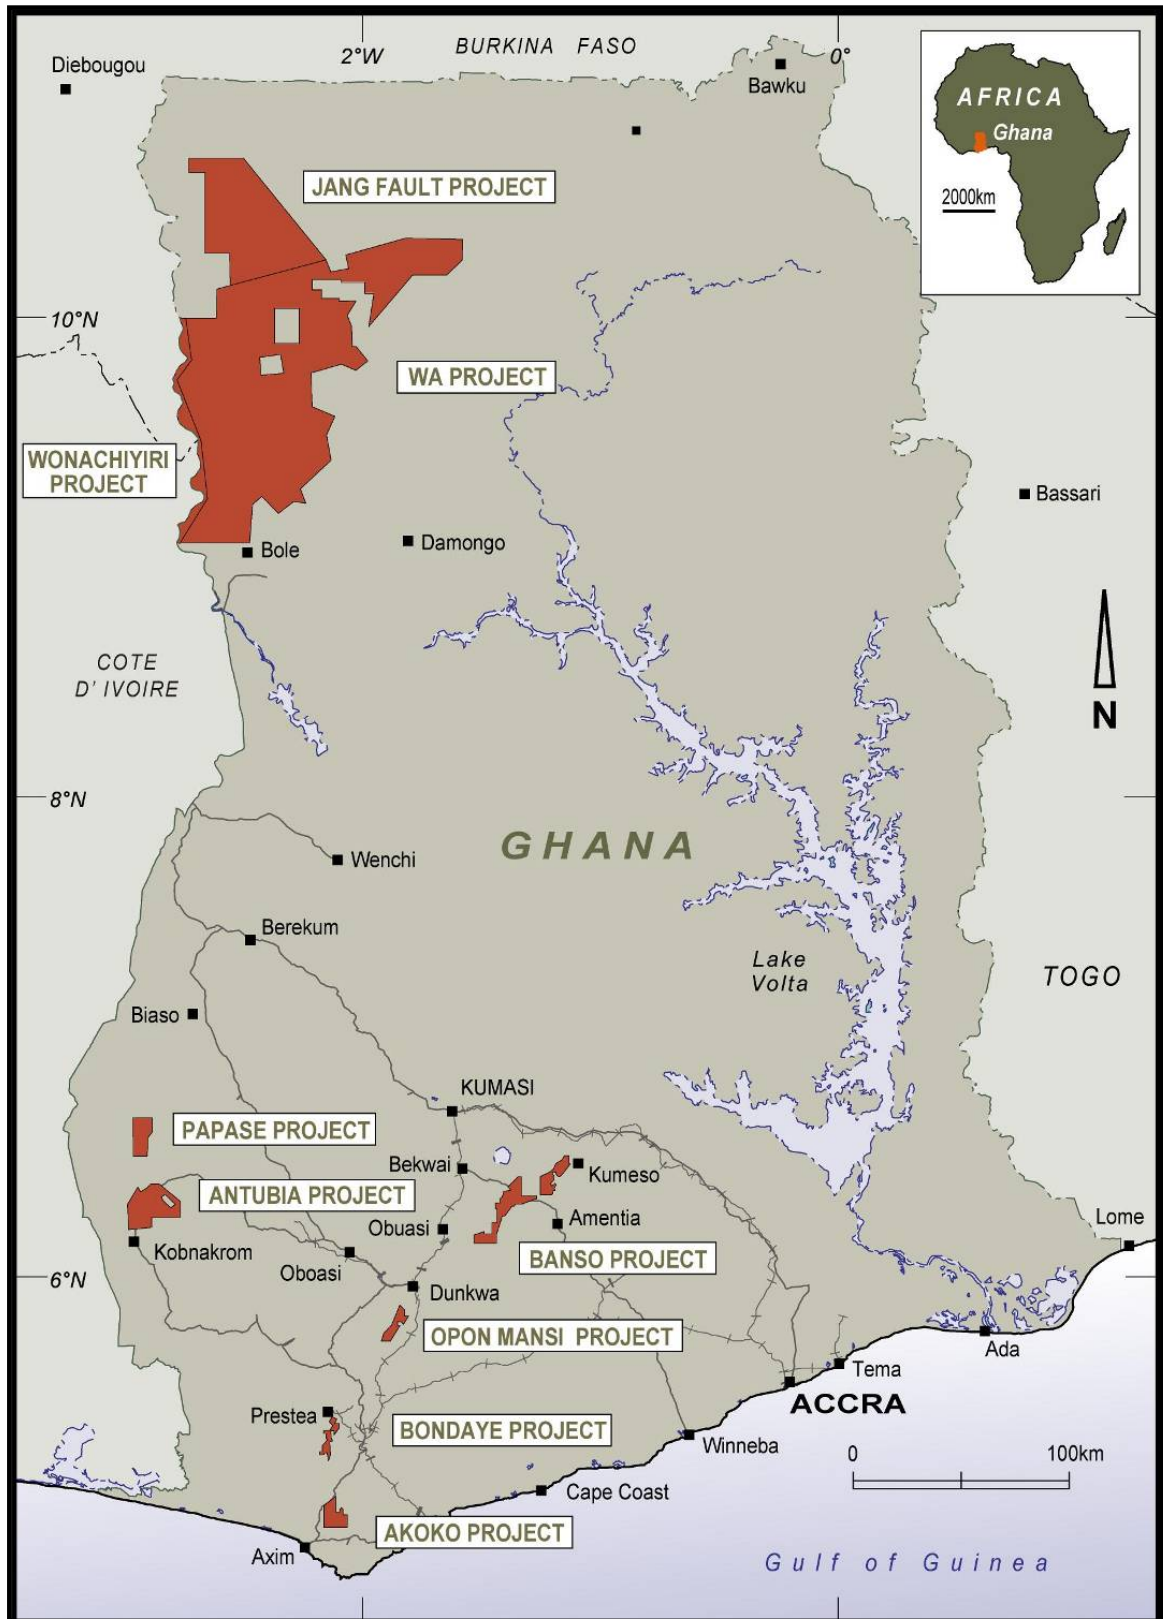 2°W
BURKINA FASO
0°
Diebougou
Bawku
AFRICA
Ghana
2000km
JANG FAULT PROJECT
10°N
WA PROJECT
WONACHIYIRI
PROJECT
Bassari
Bole
Damongo
COTE
D' IVOIRE
N
8°N
GHANA
Wenchi
Berekum
Lake
Volta
TOGO
Biaso
KUMASI
PAPASE PROJECT
Bekwai
Kumeso
ANTUBIA PROJECT
Obuasi
Amentia
Lome
Kobnakrom
Oboasi
BANSO PROJECT
6°N
Dunkwa
OPON MANSI PROJECT
Ada
Tema
ACCRA
Prestea
BONDAYE PROJECT
Winneba
0
100km
Cape Coast
AKOKO PROJECT
Axim
Gulf of Guinea